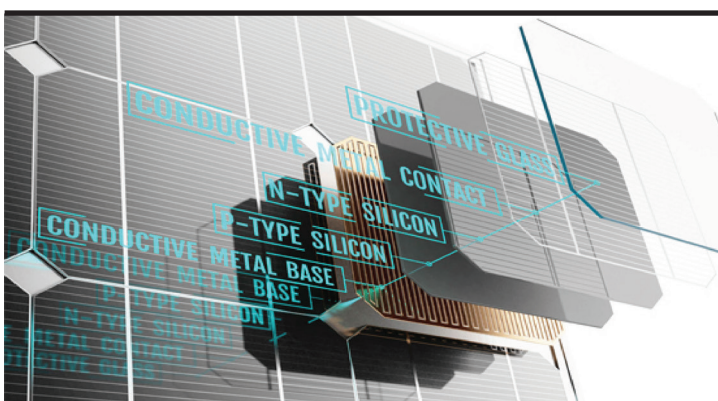 PROTECTIVE GLASS
CONDUCTIVE METAL CONTACT
N-TYPE SILICON
P-TYPE SILICON
CONDUCTIVE METAL BASE
CONDUCTIVE METAL BASE
P-TYPE SILICON
N-TYPE SILICON
METAL CONTACT
GLASS